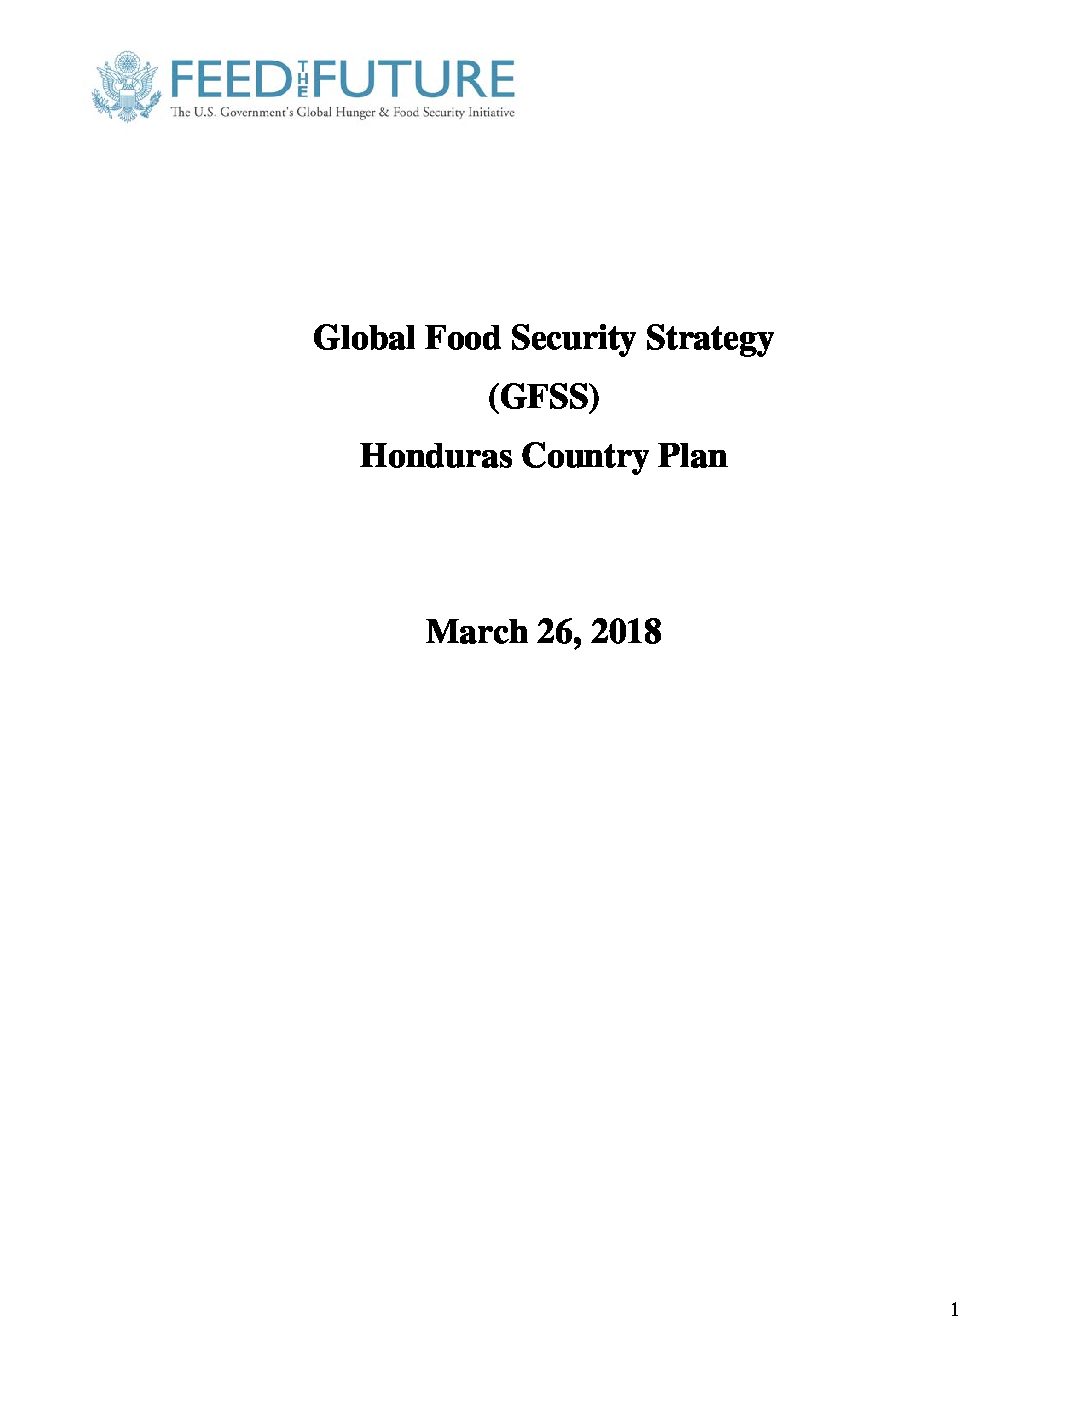 FEED THE FUTURE
The U.S. Government's Global Hunger & Food Security Initiative
Global Food Security Strategy
(GFSS)
Honduras Country Plan
March 26, 2018
1